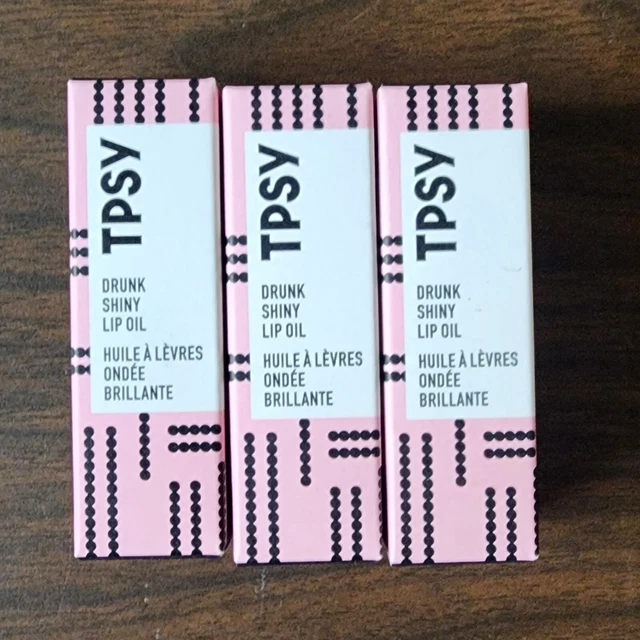 TPSY
DRUNK
SHINY
LIP OIL
HUILE À LÈVRES
ONDÉE
BRILLANTE
TPSY
DRUNK
SHINY
LIP OIL
HUILE À LÈVRES
ONDÉE
BRILLANTE
TPSY
DRUNK
SHINY
LIP OIL
HUILE À LÈVRES
ONDÉE
BRILLANTE